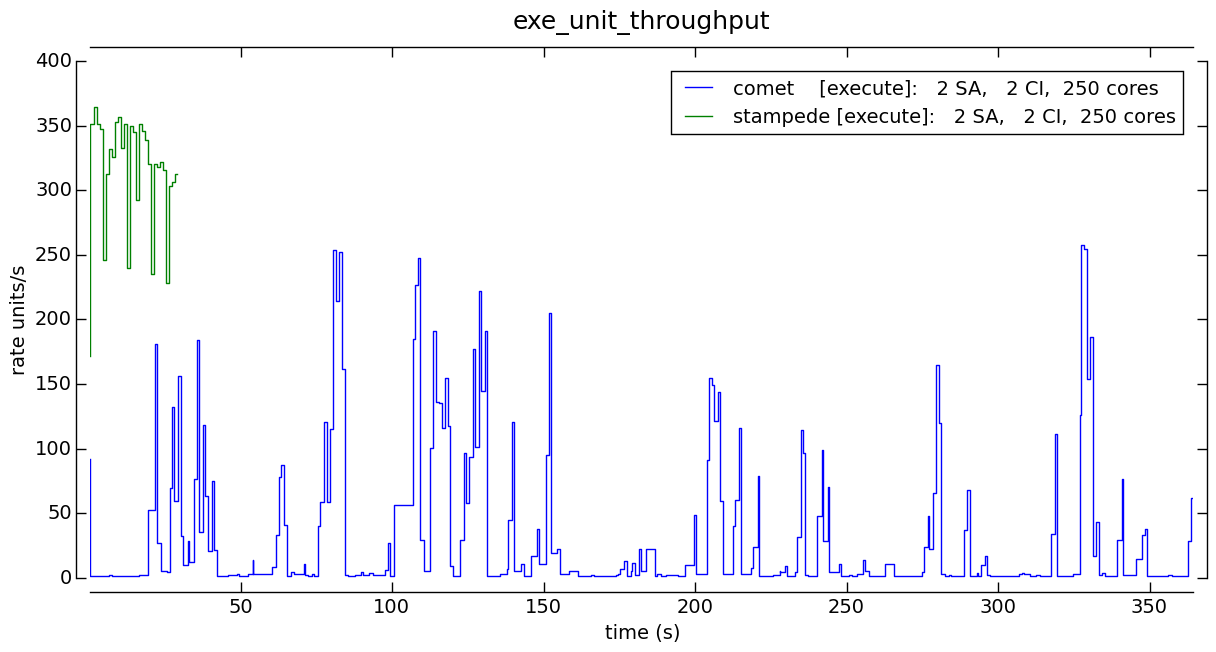 exe_unit_throughput
400
350
300
250
200
150
100
50
0
rate units/s
comet [execute]: 2 SA, 2 CI, 250 cores
stampede [execute]: 2 SA, 2 CI, 250 cores
50 100 150 200 250 300 350
time (s)